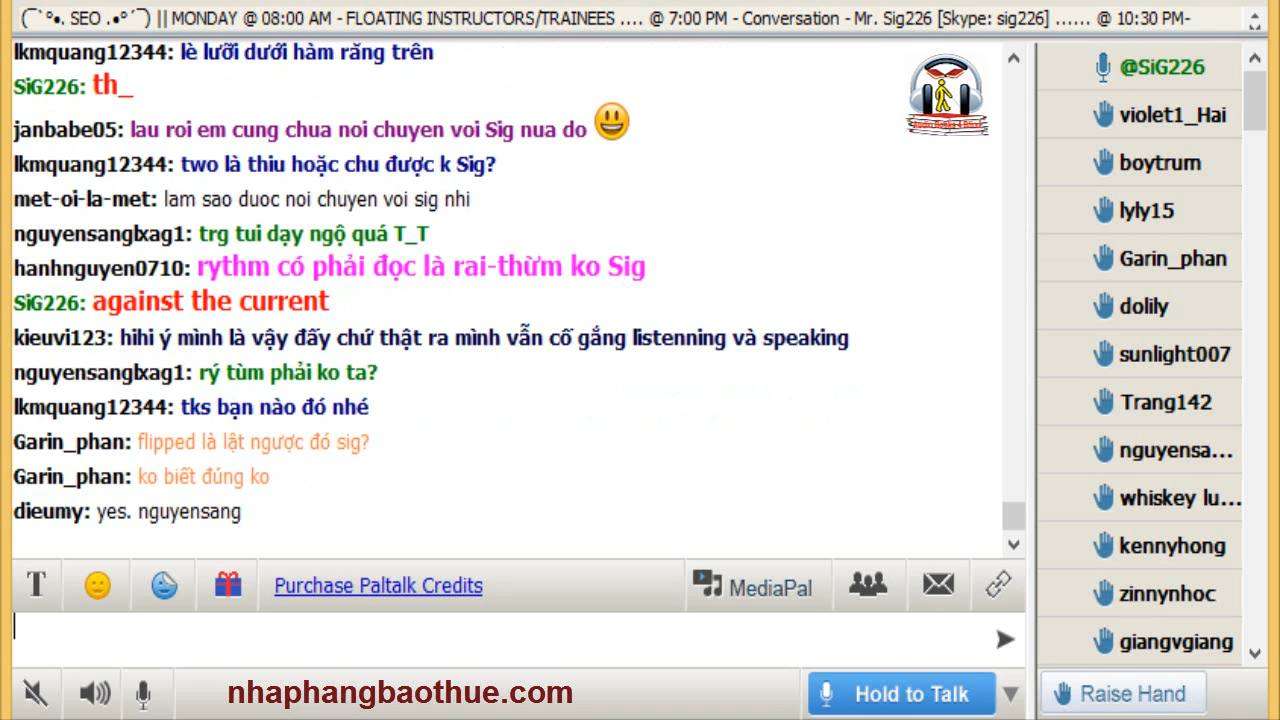 (¯`°•. SEO .•°´¯) || MONDAY @ 08:00 AM - FLOATING INSTRUCTORS/TRAINEES .... @ 7:00 PM - Conversation - Mr. Sig226 [Skype: sig226] ...... @ 10:30 PM-
lkmquang12344: lè lưỡi dưới hàm răng trên
SiG226: th_
janbabe05: lau roi em cung chua noi chuyen voi Sig nua do
lkmquang12344: two là thiu hoặc chu được k Sig?
met-oi-la-met: lam sao duoc noi chuyen voi sig nhi
nguyensanglxag1: trg tui dạy ngộ quá T_T
hanhnguyen0710: rythm có phải đọc là rai-thừm ko Sig
SiG226: against the current
kieuvi123: hihi ý mình là vậy đấy chứ thật ra mình vẫn cố gắng listenning và speaking
nguyensanglxag1: rý tùm phải ko ta?
lkmquang12344: tks bạn nào đó nhé
Garin_phan: flipped là lật ngược đó sig?
Garin_phan: ko biết đúng ko
dieumy: yes. nguyensang
@SiG226
violet1_Hai
boytrum
lyly15
Garin_phan
dolily
sunlight007
Trang142
nguyensa...
whiskey lu...
kennyhong
zinnynhoc
giangvgiang
T
Purchase Paltalk Credits
MediaPal
nhaphangbaothue.com
Hold to Talk
Raise Hand